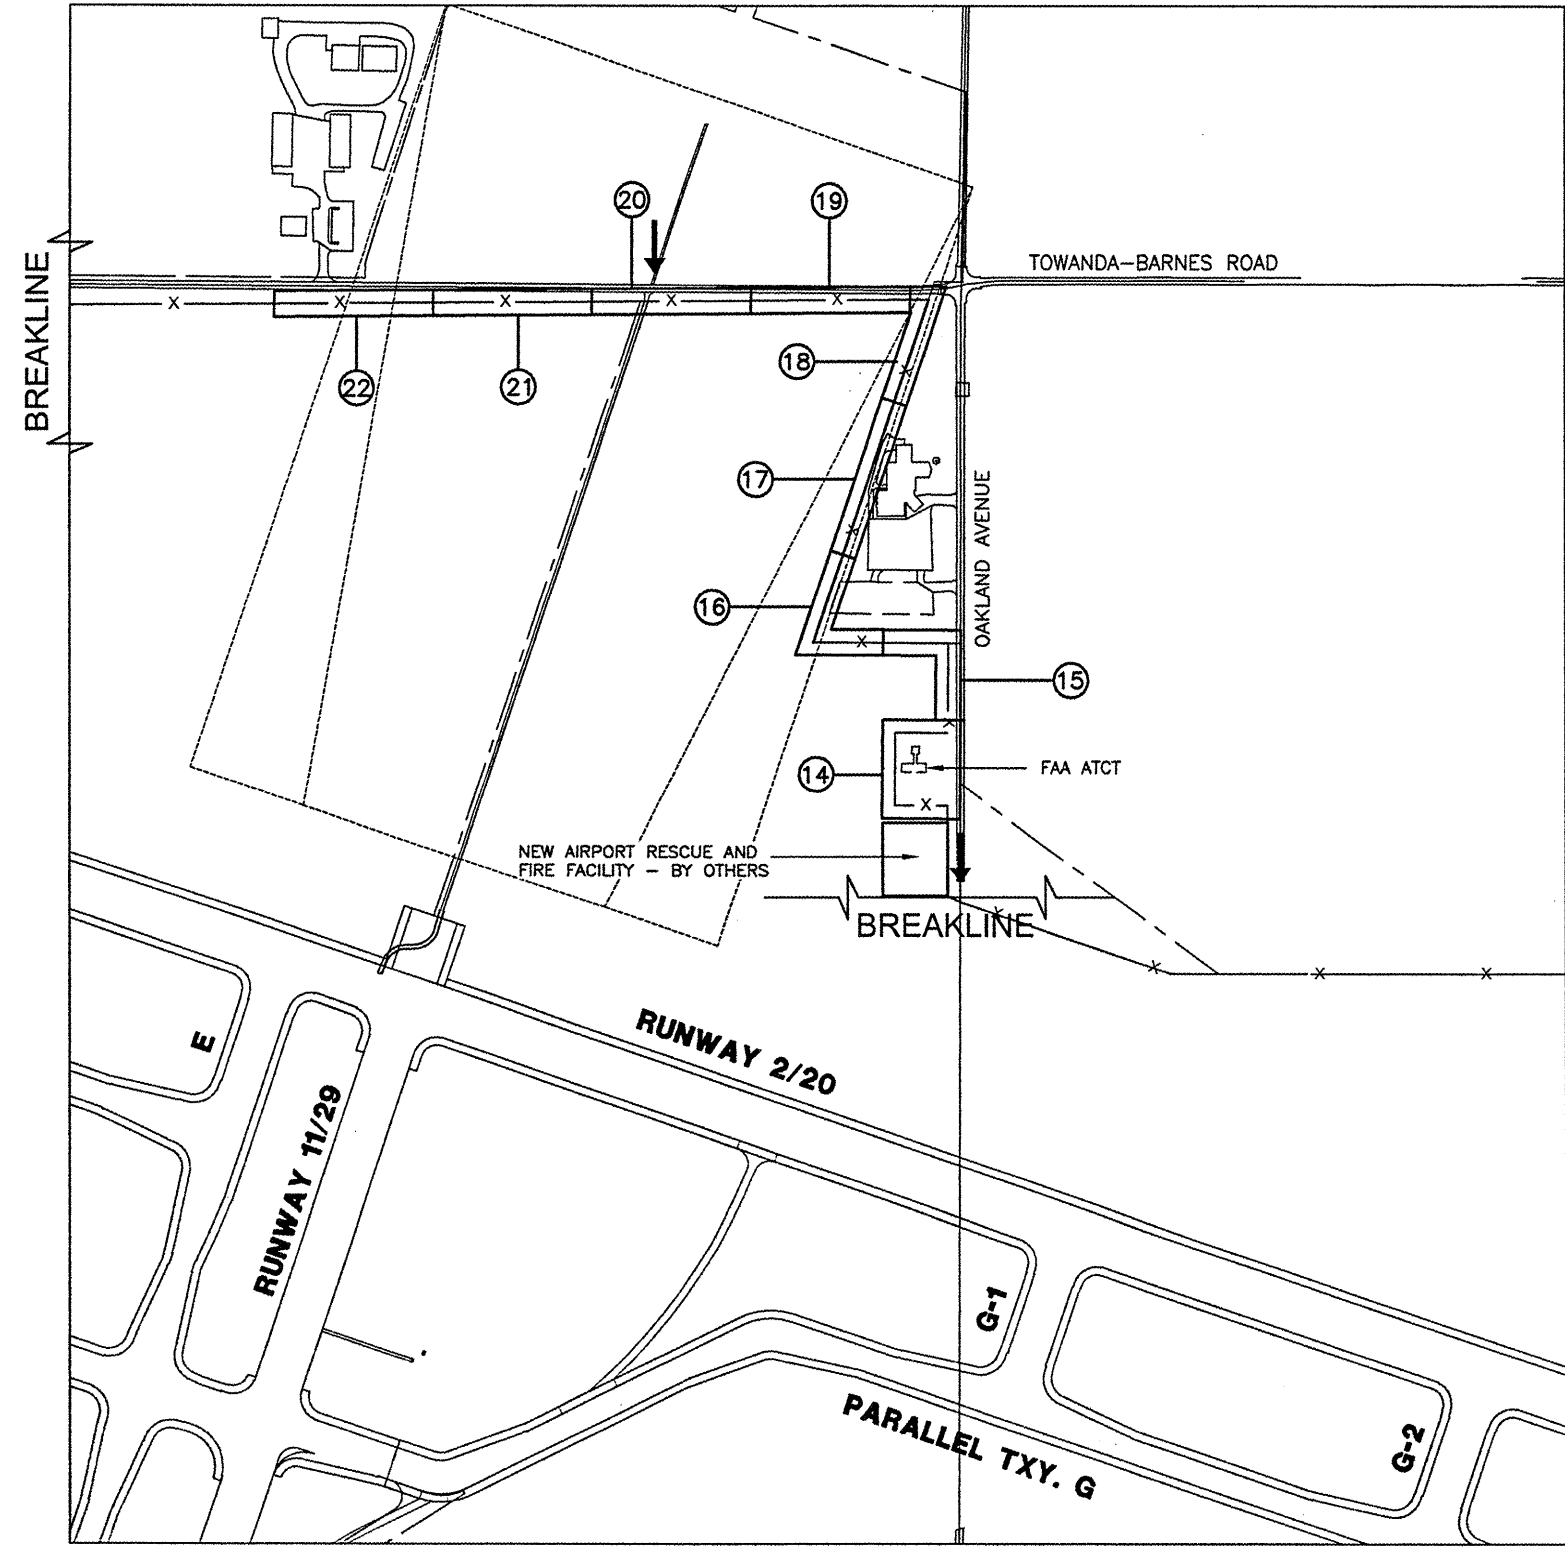 20
19
TOWANDA-BARNES ROAD
BREAKLINE
18
22
21
17
OAKLAND AVENUE
16
15
14
FAA ATCT
NEW AIRPORT RESCUE AND
FIRE FACILITY - BY OTHERS
BREAKLINE
E
RUNWAY 2/20
RUNWAY 11/29
G-1
G-2
PARALLEL TXY. G